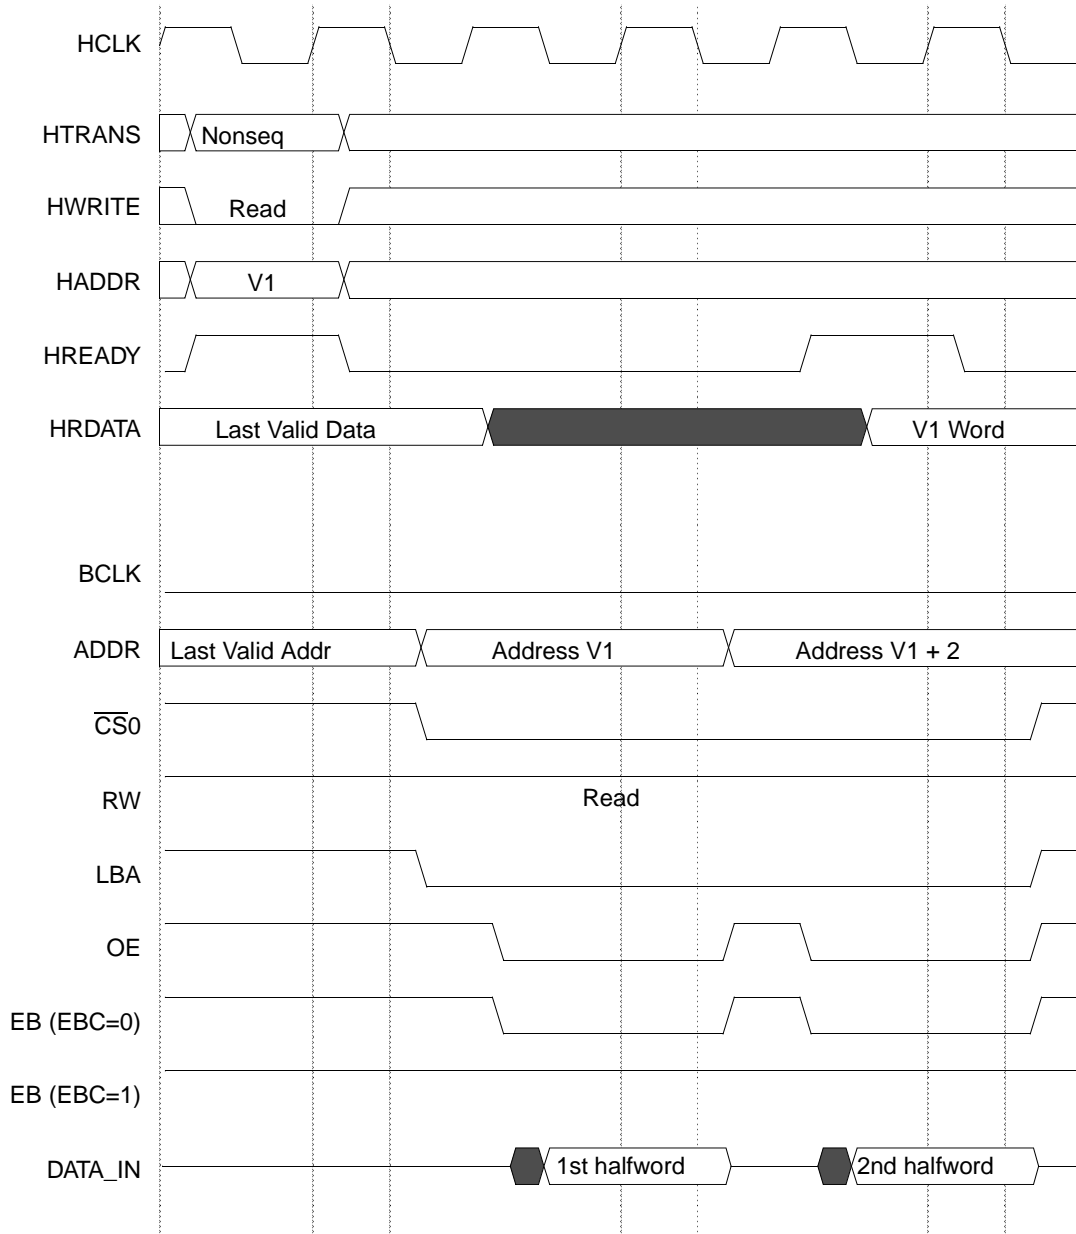 HCLK
HTRANS Nonseq
HWRITE Read
HADDR V1
HREADY
HRDATA Last Valid Data V1 Word
BCLK
ADDR Last Valid Addr Address V1 Address V1 + 2
CS0
RW Read
LBA
OE
EB (EBC=0)
EB (EBC=1)
DATA_IN 1st halfword 2nd halfword